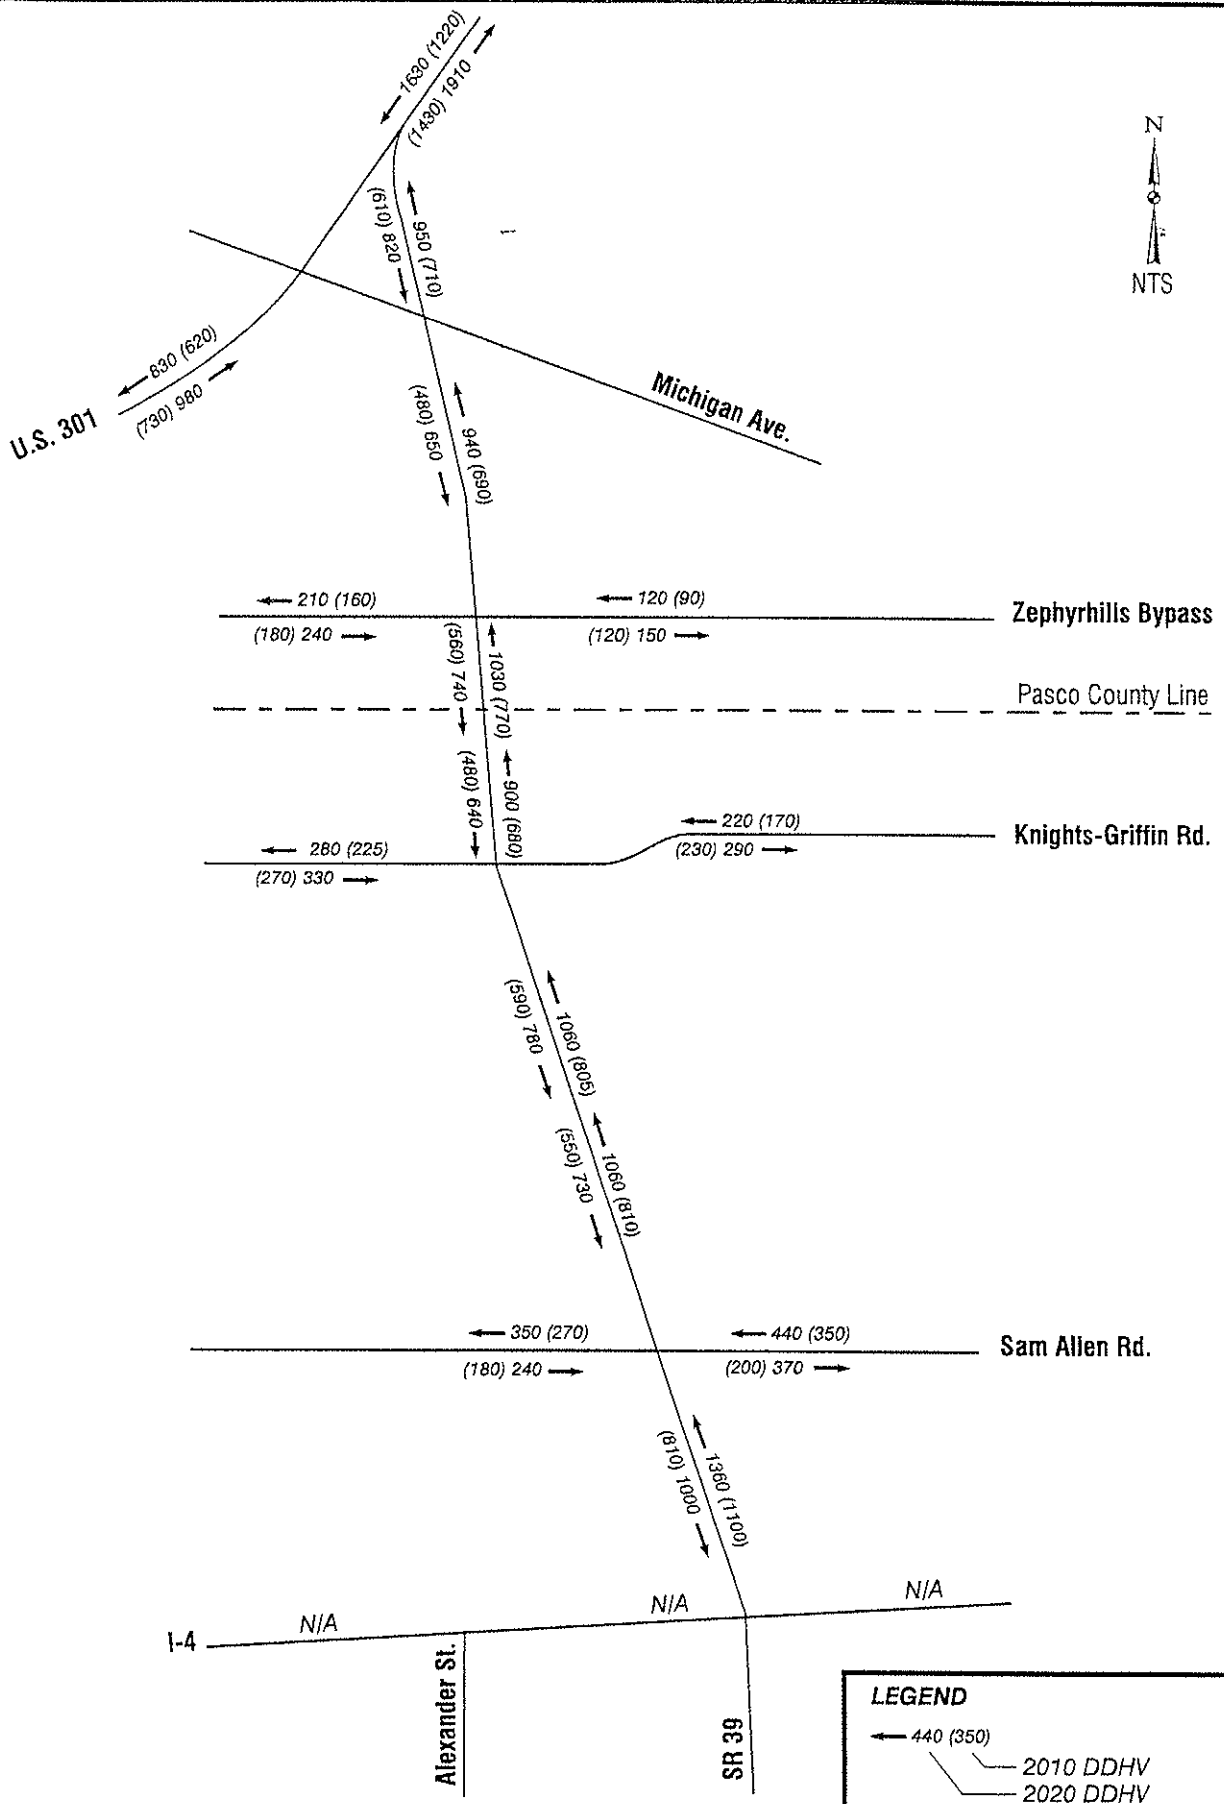 1630 (1220)
(1430) 1910
N
NTS
(610) 820
950 (710)
830 (620)
(730) 980
U.S. 301
Michigan Ave.
(480) 650
940 (690)
210 (160)
120 (90)
(180) 240
(120) 150
Zephyrhills Bypass
(560) 740
1030 (770)
Pasco County Line
(480) 640
900 (680)
220 (170)
(230) 290
Knights-Griffin Rd.
280 (225)
(270) 330
(590) 780
1060 (805)
(550) 730
1060 (810)
350 (270)
440 (350)
(180) 240
(200) 370
Sam Allen Rd.
(810) 1000
1360 (1100)
N/A
N/A
N/A
I-4
Alexander St.
SR 39
LEGEND
440 (350)
2010 DDHV
2020 DDHV